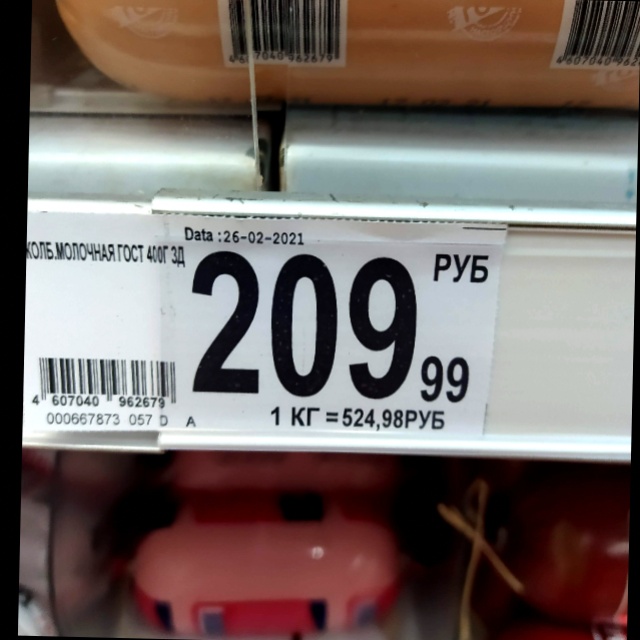 Data :26-02-2021
КОЛБ.МОЛОЧНАЯ ГОСТ 400Г ЗД
209 99 РУБ
4 607040 962679
000667873 057 D A
1 КГ =524,98РУБ